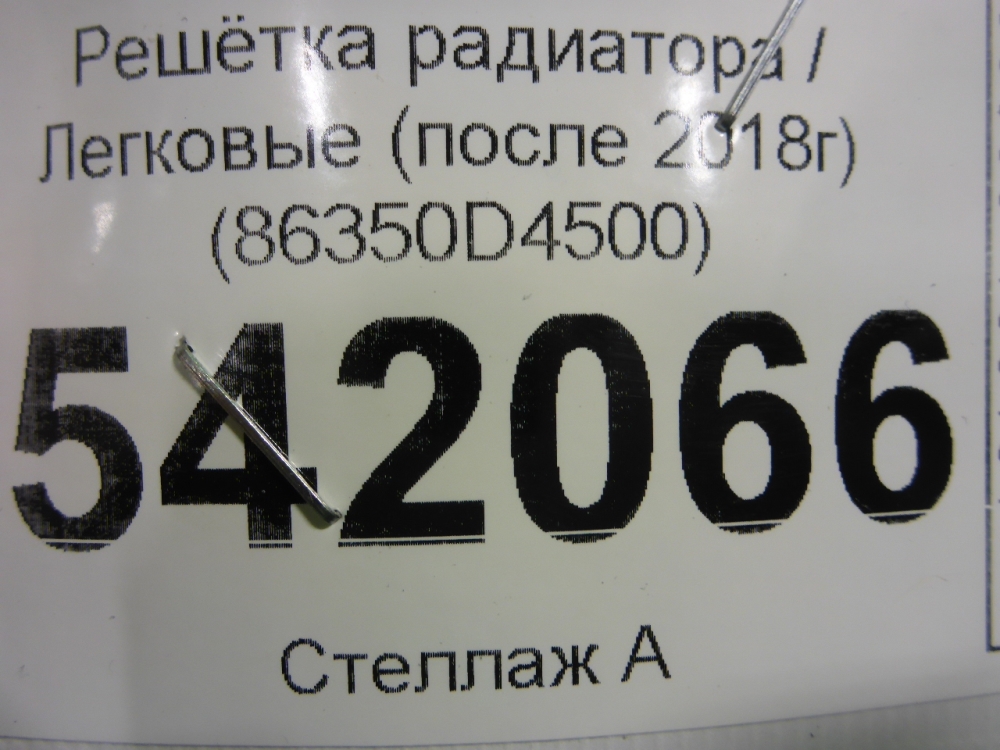 Решётка радиатора /
Легковые (после 2018г)
(86350D4500)
542066
Стеллаж А